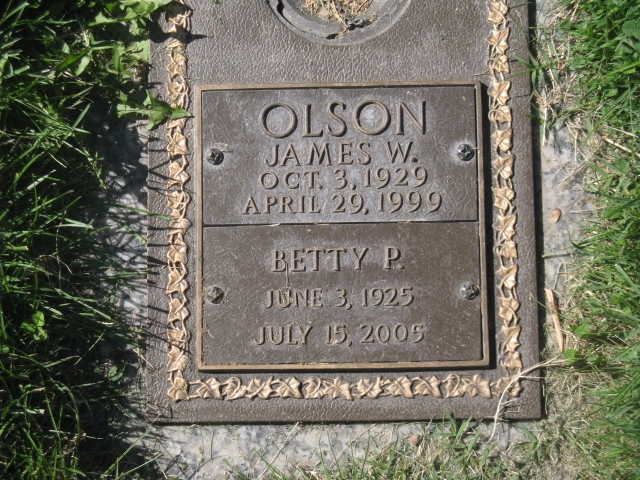 OLSON
JAMES W.
OCT. 3, 1929
APRIL 29, 1999
BETTY P.
JUNE 3, 1925
JULY 15, 2005